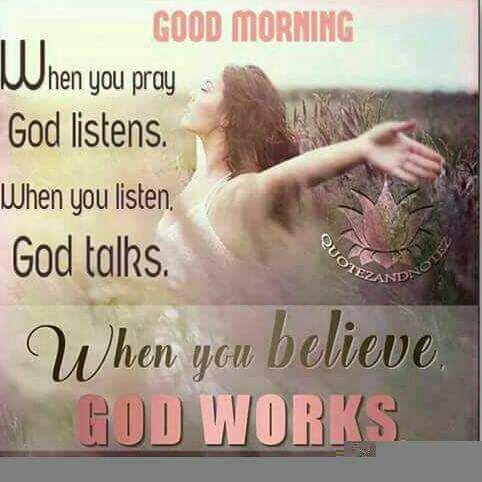 GOOD MORNING
When you pray
God listens.
When you listen,
God talks.
QUOTEZANDNOTEZ
When you believe,
GOD WORKS